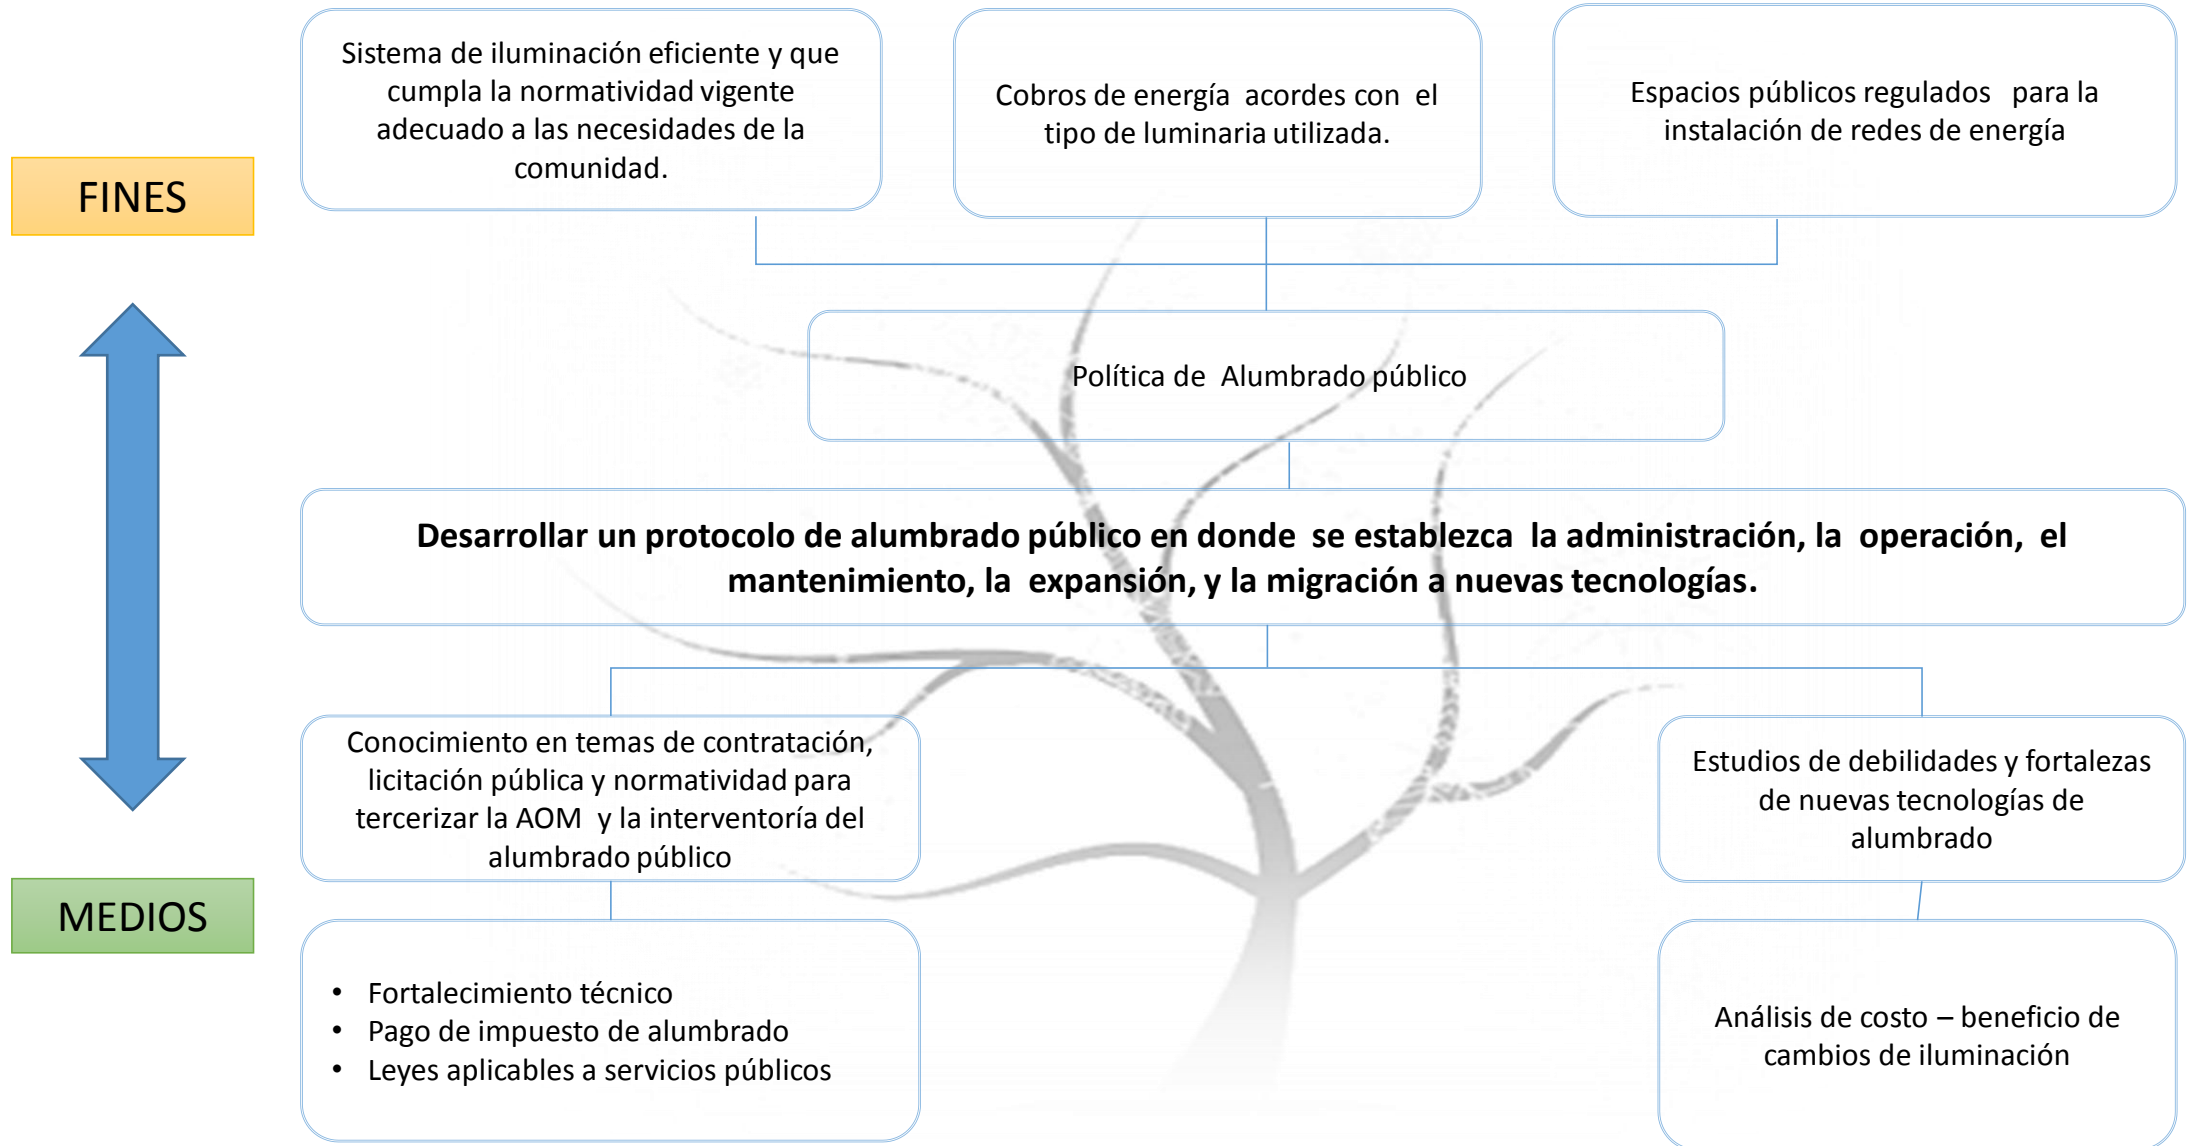 Sistema de iluminación eficiente y que
cumpla la normatividad vigente
adecuado a las necesidades de la
comunidad.
Cobros de energía acordes con el
tipo de luminaria utilizada.
Espacios públicos regulados para la
instalación de redes de energía
FINES
Política de Alumbrado público
Desarrollar un protocolo de alumbrado público en donde se establezca la administración, la operación, el
mantenimiento, la expansión, y la migración a nuevas tecnologías.
Conocimiento en temas de contratación,
licitación pública y normatividad para
tercerizar la AOM y la interventoría del
alumbrado público
Estudios de debilidades y fortalezas
de nuevas tecnologías de
alumbrado
MEDIOS
• Fortalecimiento técnico
• Pago de impuesto de alumbrado
• Leyes aplicables a servicios públicos
Análisis de costo – beneficio de
cambios de iluminación